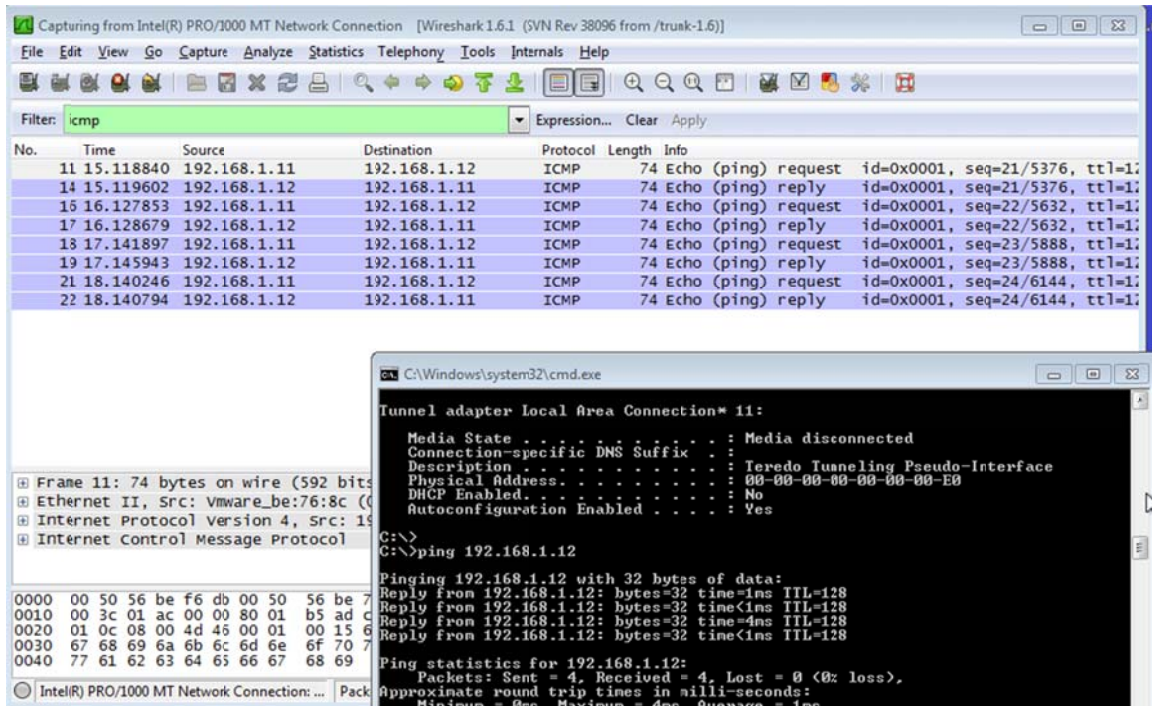 Capturing from Intel(R) PRO/1000 MT Network Connection [Wireshark 1.6.1 (SVN Rev 38096 from /trunk-1.6)]
File Edit View Go Capture Analyze Statistics Telephony Tools Internals Help
Filter: icmp Expression... Clear Apply
No. Time Source Destination Protocol Length Info
11 15.118840 192.168.1.11 192.168.1.12 ICMP 74 Echo (ping) request id=0x0001, seq=21/5376, ttl=12
14 15.119602 192.168.1.12 192.168.1.11 ICMP 74 Echo (ping) reply id=0x0001, seq=21/5376, ttl=12
16 16.127853 192.168.1.11 192.168.1.12 ICMP 74 Echo (ping) request id=0x0001, seq=22/5632, ttl=12
17 16.128679 192.168.1.12 192.168.1.11 ICMP 74 Echo (ping) reply id=0x0001, seq=22/5632, ttl=12
18 17.141897 192.168.1.11 192.168.1.12 ICMP 74 Echo (ping) request id=0x0001, seq=23/5888, ttl=12
19 17.145943 192.168.1.12 192.168.1.11 ICMP 74 Echo (ping) reply id=0x0001, seq=23/5888, ttl=12
21 18.140246 192.168.1.11 192.168.1.12 ICMP 74 Echo (ping) request id=0x0001, seq=24/6144, ttl=12
22 18.140794 192.168.1.12 192.168.1.11 ICMP 74 Echo (ping) reply id=0x0001, seq=24/6144, ttl=12
Frame 11: 74 bytes on wire (592 bits
Ethernet II, Src: Vmware_be:76:8c (
Internet Protocol Version 4, Src: 19
Internet Control Message Protocol
0000 00 50 56 be f6 db 00 50 56 be 7
0010 00 3c 01 ac 00 00 80 01 b5 ad c
0020 01 0c 08 00 4d 46 00 01 00 15 6
0030 67 68 69 6a 6b 6c 6d 6e 6f 70 7
0040 77 61 62 63 64 65 66 67 68 69
Intel(R) PRO/1000 MT Network Connection: ... Pack
C:\Windows\system32\cmd.exe
Tunnel adapter Local Area Connection* 11:
Media State . . . . . . . . . . . : Media disconnected
Connection-specific DNS Suffix . :
Description . . . . . . . . . . . : Teredo Tunneling Pseudo-Interface
Physical Address. . . . . . . . . : 00-00-00-00-00-00-00-E0
DHCP Enabled. . . . . . . . . . . : No
Autoconfiguration Enabled . . . . : Yes
C:\>
C:\>ping 192.168.1.12
Pinging 192.168.1.12 with 32 bytes of data:
Reply from 192.168.1.12: bytes=32 time=1ms TTL=128
Reply from 192.168.1.12: bytes=32 time<1ms TTL=128
Reply from 192.168.1.12: bytes=32 time=4ms TTL=128
Reply from 192.168.1.12: bytes=32 time<1ms TTL=128
Ping statistics for 192.168.1.12:
Packets: Sent = 4, Received = 4, Lost = 0 (0% loss),
Approximate round trip times in milli-seconds:
Minimum = 0ms, Maximum = 4ms, Average = 1ms